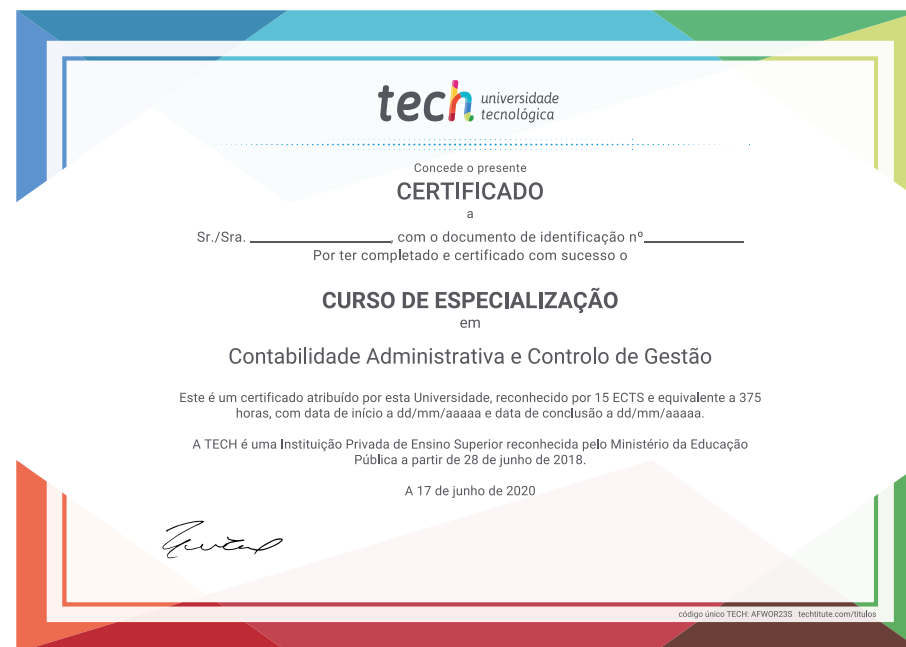 tech universidade
tecnológica
Concede o presente
CERTIFICADO
a
Sr./Sra. ____________________, com o documento de identificação nº______________
Por ter completado e certificado com sucesso o
CURSO DE ESPECIALIZAÇÃO
em
Contabilidade Administrativa e Controlo de Gestão
Este é um certificado atribuído por esta Universidade, reconhecido por 15 ECTS e equivalente a 375
horas, com data de início a dd/mm/aaaaa e data de conclusão a dd/mm/aaaaa.
A TECH é uma Instituição Privada de Ensino Superior reconhecida pelo Ministério da Educação
Pública a partir de 28 de junho de 2018.
A 17 de junho de 2020
código único TECH: AFWOR23S techtitute.com/titulos